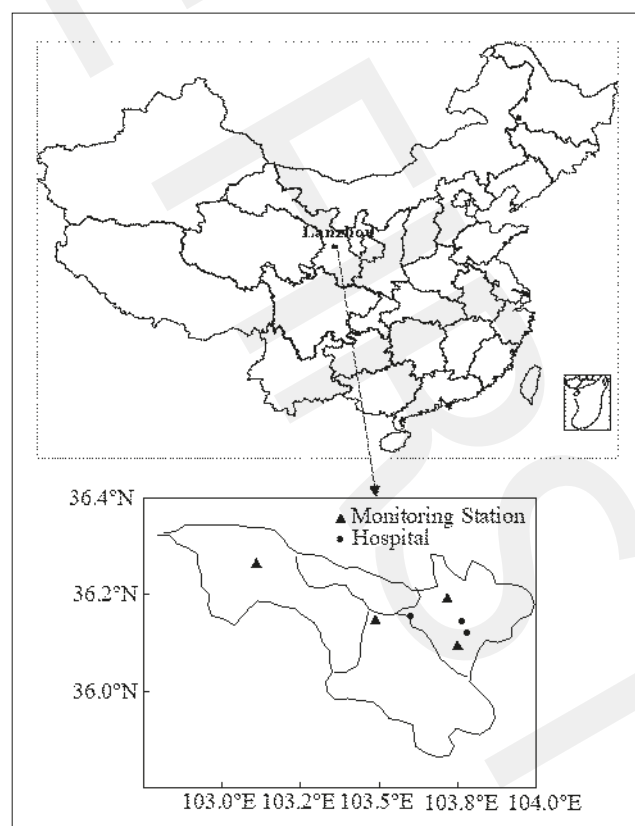 Lanzhou
36.4°N
▲ Monitoring Station
• Hospital
36.2°N
36.0°N
103.0°E 103.2°E 103.5°E 103.8°E 104.0°E